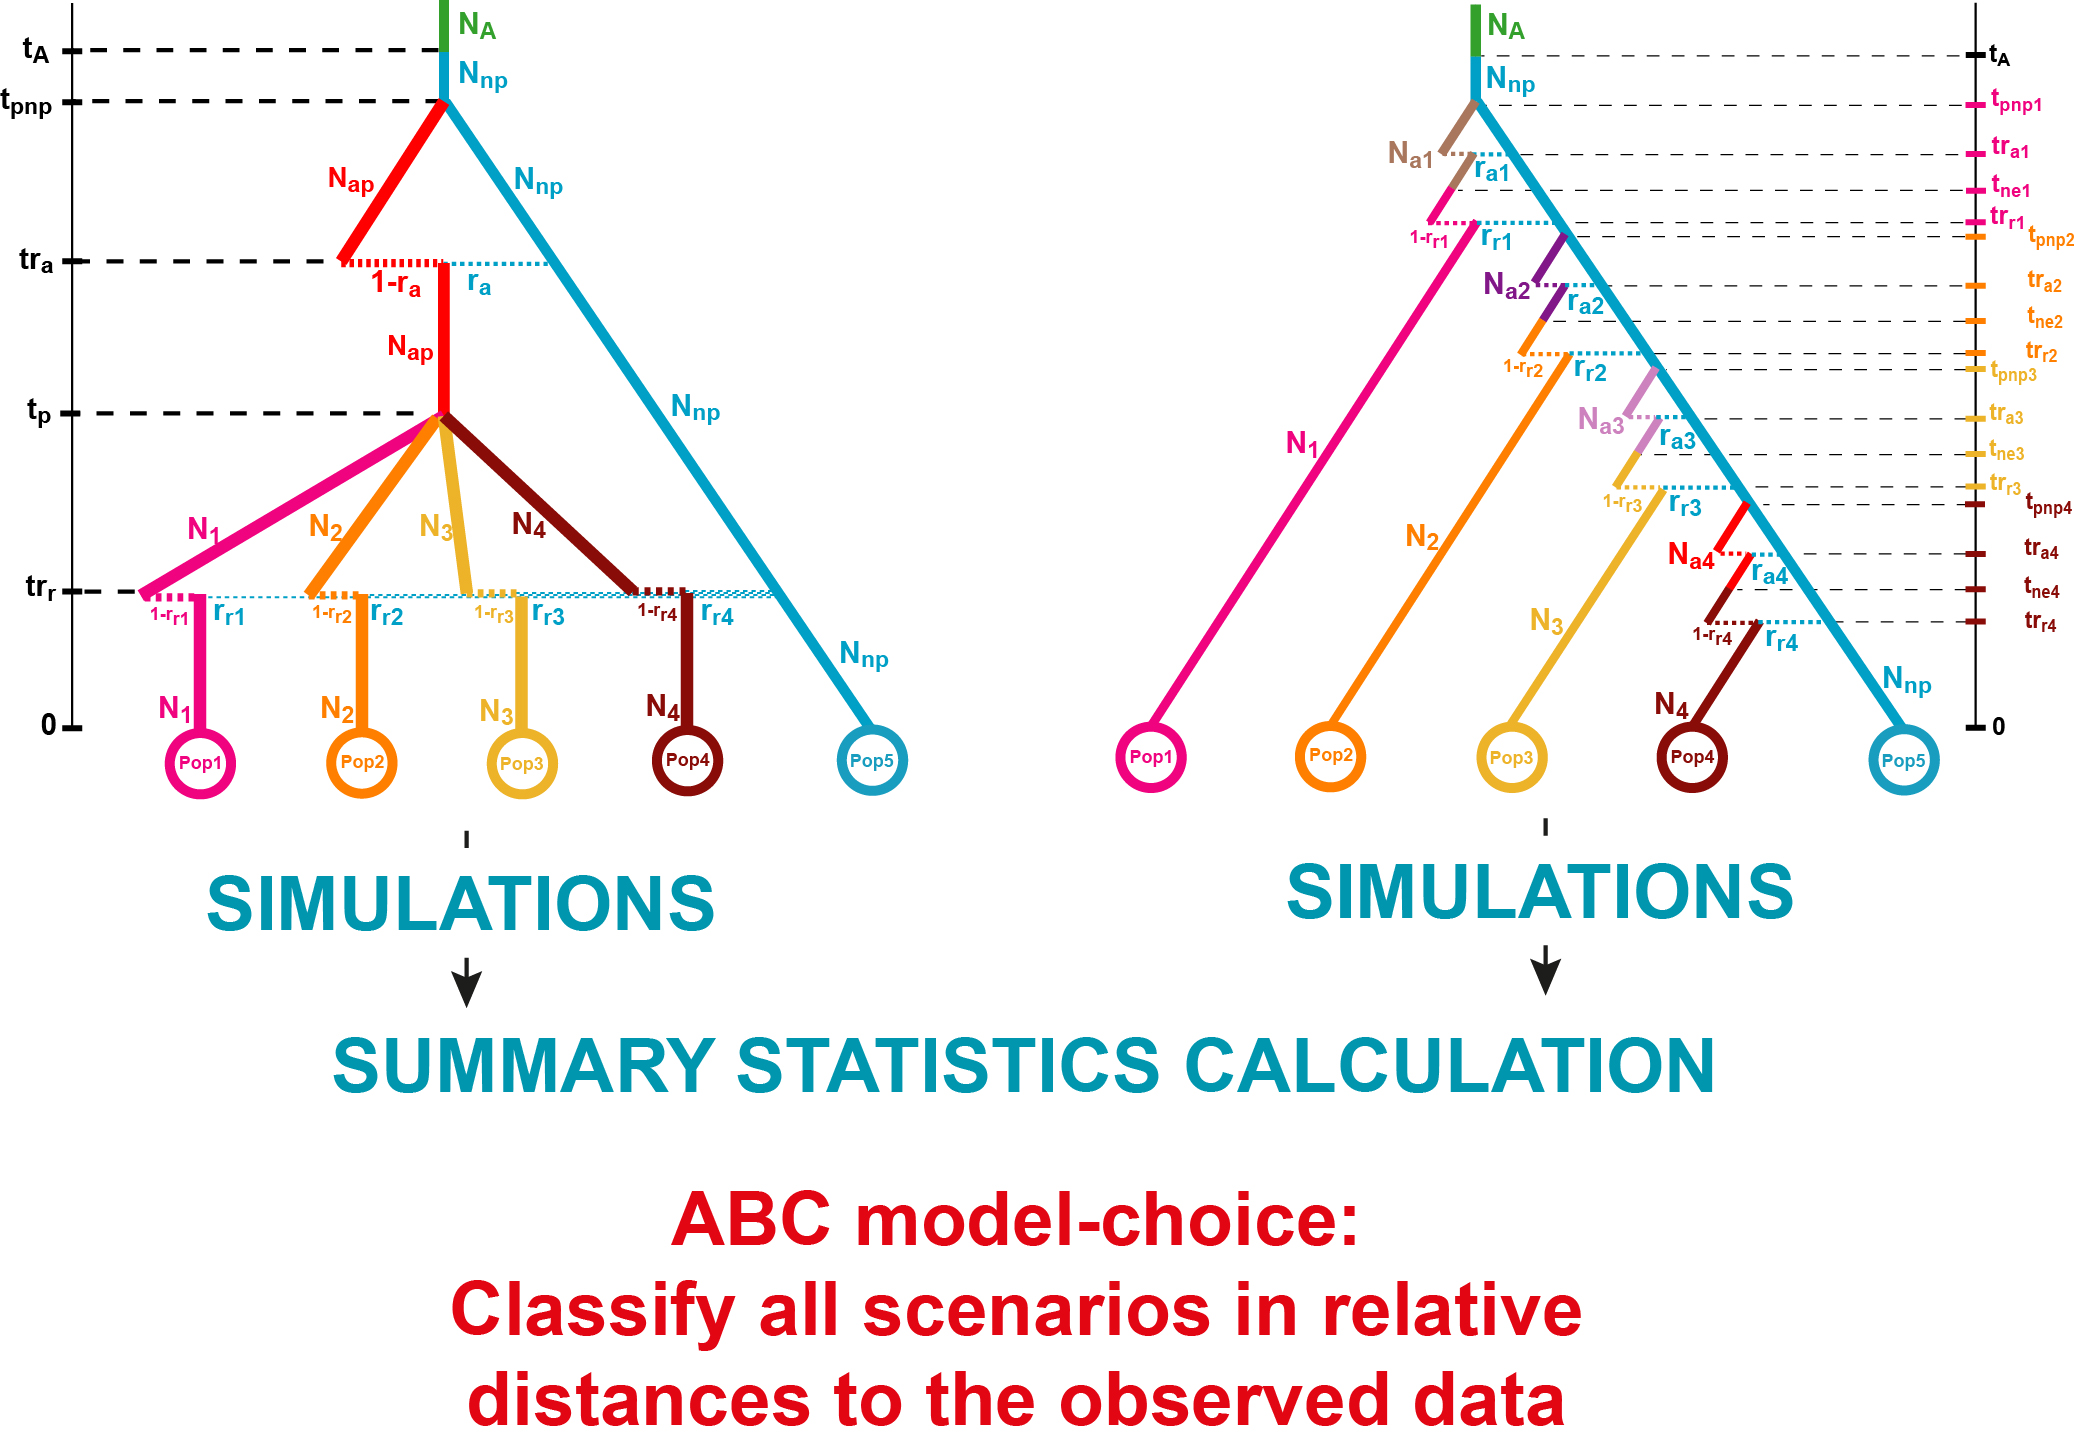 NA
tA
Nnp
tpnp
Nap
Nnp
tra
1-ra
ra
Nap
tp
Nnp
N1
N2
N3
N4
trr
1-rr1
rr1
1-rr2
rr2
1-rr3
rr3
1-rr4
rr4
Nnp
N1
N2
N3
N4
0
Pop1
Pop2
Pop3
Pop4
Pop5
NA
tA
Nnp
tpnp1
Na1
ra1
tra1
tne1
1-rr1
rr1
trr1
tpnp2
Na2
ra2
tra2
tne2
1-rr2
rr2
trr2
tpnp3
Na3
ra3
tra3
N1
tne3
1-rr3
rr3
trr3
tpnp4
N2
Na4
ra4
tra4
tne4
N3
1-rr4
rr4
trr4
Nnp
N4
0
Pop1
Pop2
Pop3
Pop4
Pop5
SIMULATIONS
SIMULATIONS
SUMMARY STATISTICS CALCULATION
ABC model-choice:
Classify all scenarios in relative
distances to the observed data